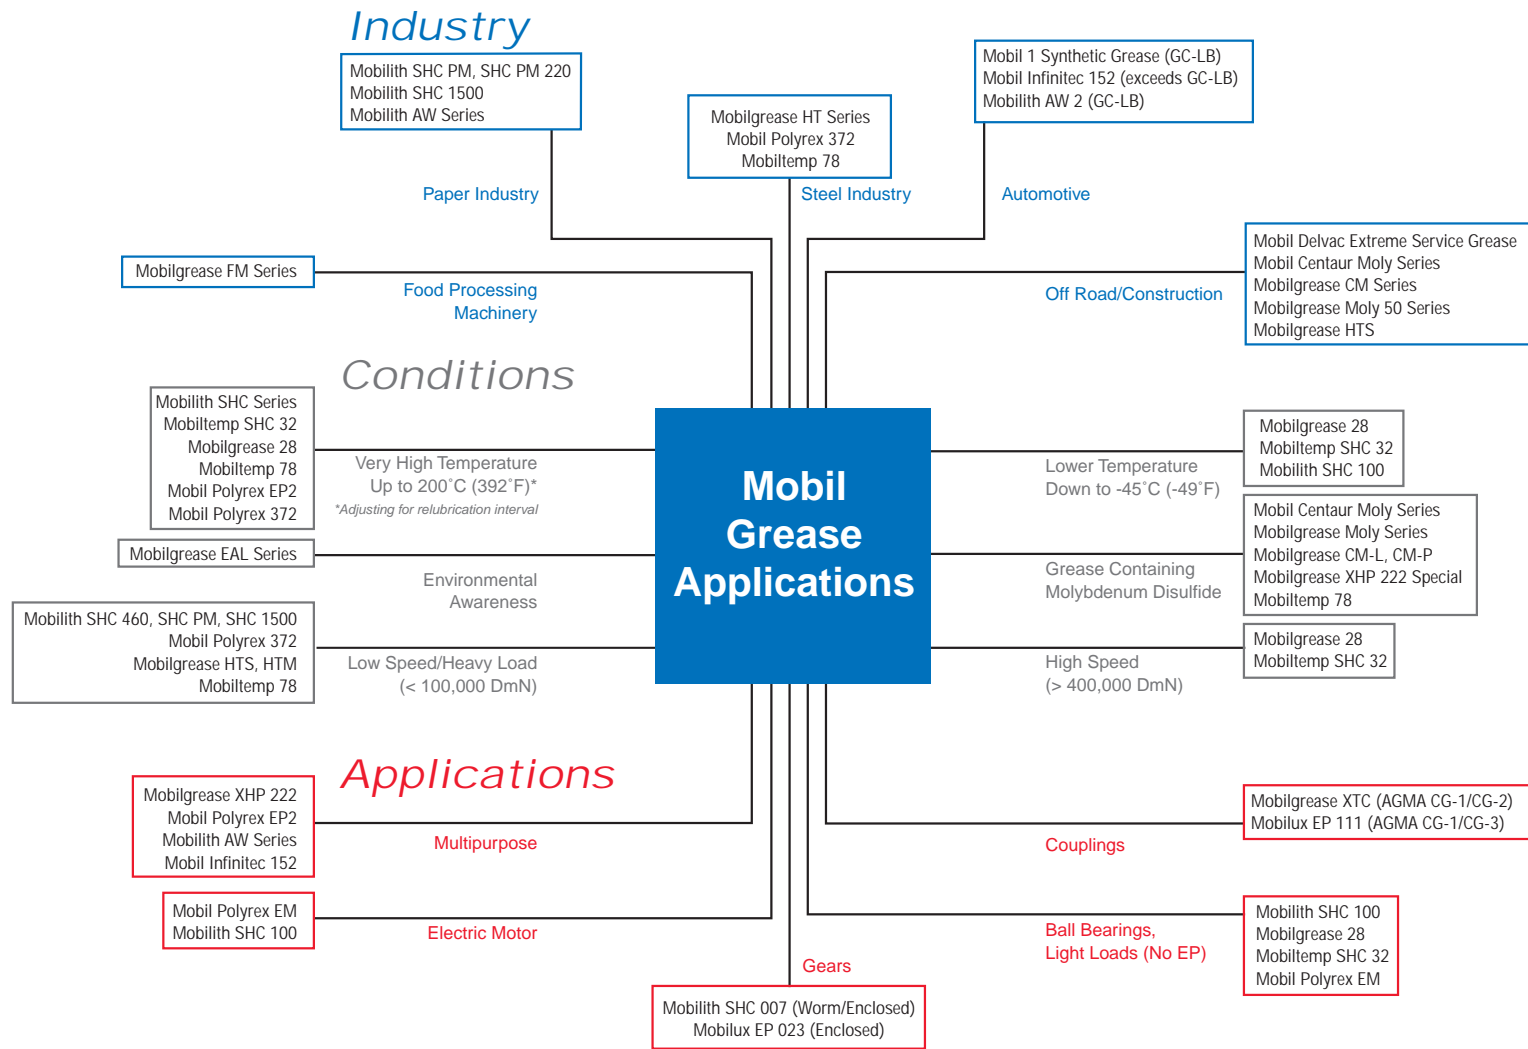 Industry
Mobilith SHC PM, SHC PM 220
Mobilith SHC 1500
Mobilith AW Series
Paper Industry
Mobilgrease HT Series
Mobil Polyrex 372
Mobiltemp 78
Steel Industry
Mobil 1 Synthetic Grease (GC-LB)
Mobil Infinitec 152 (exceeds GC-LB)
Mobilith AW 2 (GC-LB)
Automotive
Mobilgrease FM Series
Food Processing
Machinery
Mobil Delvac Extreme Service Grease
Mobil Centaur Moly Series
Mobilgrease CM Series
Mobilgrease Moly 50 Series
Mobilgrease HTS
Off Road/Construction
Conditions
Mobilith SHC Series
Mobiltemp SHC 32
Mobilgrease 28
Mobiltemp 78
Mobil Polyrex EP2
Mobil Polyrex 372
Very High Temperature
Up to 200˚C (392˚F)*
*Adjusting for relubrication interval
Mobilgrease EAL Series
Environmental
Awareness
Mobilith SHC 460, SHC PM, SHC 1500
Mobil Polyrex 372
Mobilgrease HTS, HTM
Mobiltemp 78
Low Speed/Heavy Load
(< 100,000 DmN)
Mobil
Grease
Applications
Mobilgrease 28
Mobiltemp SHC 32
Mobilith SHC 100
Lower Temperature
Down to -45˚C (-49˚F)
Mobil Centaur Moly Series
Mobilgrease Moly Series
Mobilgrease CM-L, CM-P
Mobilgrease XHP 222 Special
Mobiltemp 78
Grease Containing
Molybdenum Disulfide
Mobilgrease 28
Mobiltemp SHC 32
High Speed
(> 400,000 DmN)
Applications
Mobilgrease XHP 222
Mobil Polyrex EP2
Mobilith AW Series
Mobil Infinitec 152
Multipurpose
Mobil Polyrex EM
Mobilith SHC 100
Electric Motor
Gears
Mobilith SHC 007 (Worm/Enclosed)
Mobilux EP 023 (Enclosed)
Mobilgrease XTC (AGMA CG-1/CG-2)
Mobilux EP 111 (AGMA CG-1/CG-3)
Couplings
Mobilith SHC 100
Mobilgrease 28
Mobiltemp SHC 32
Mobil Polyrex EM
Ball Bearings,
Light Loads (No EP)